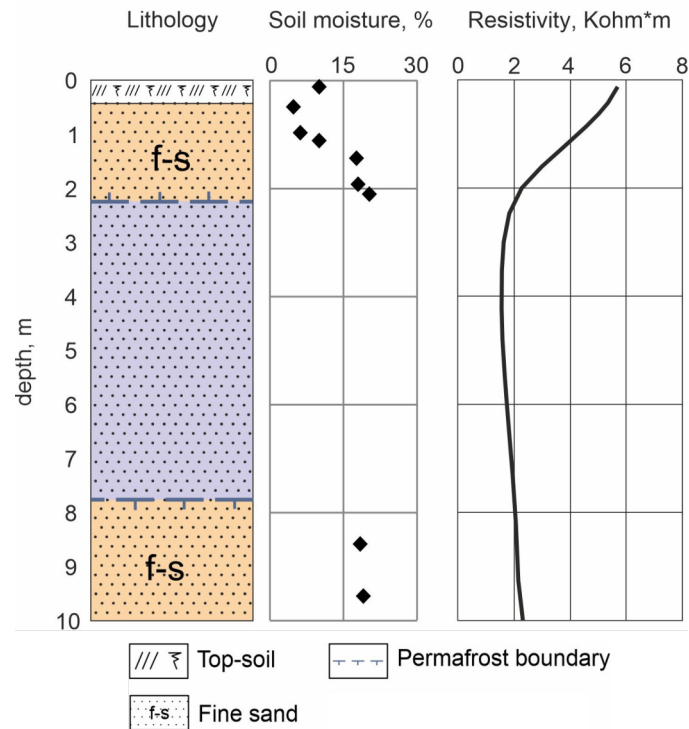 Lithology
Soil moisture, %
Resistivity, Kohm*m
0 15 30
0 2 4 6 8
depth, m
0
1
2
3
4
5
6
7
8
9
10
f-s
f-s
Top-soil
Permafrost boundary
f-s Fine sand